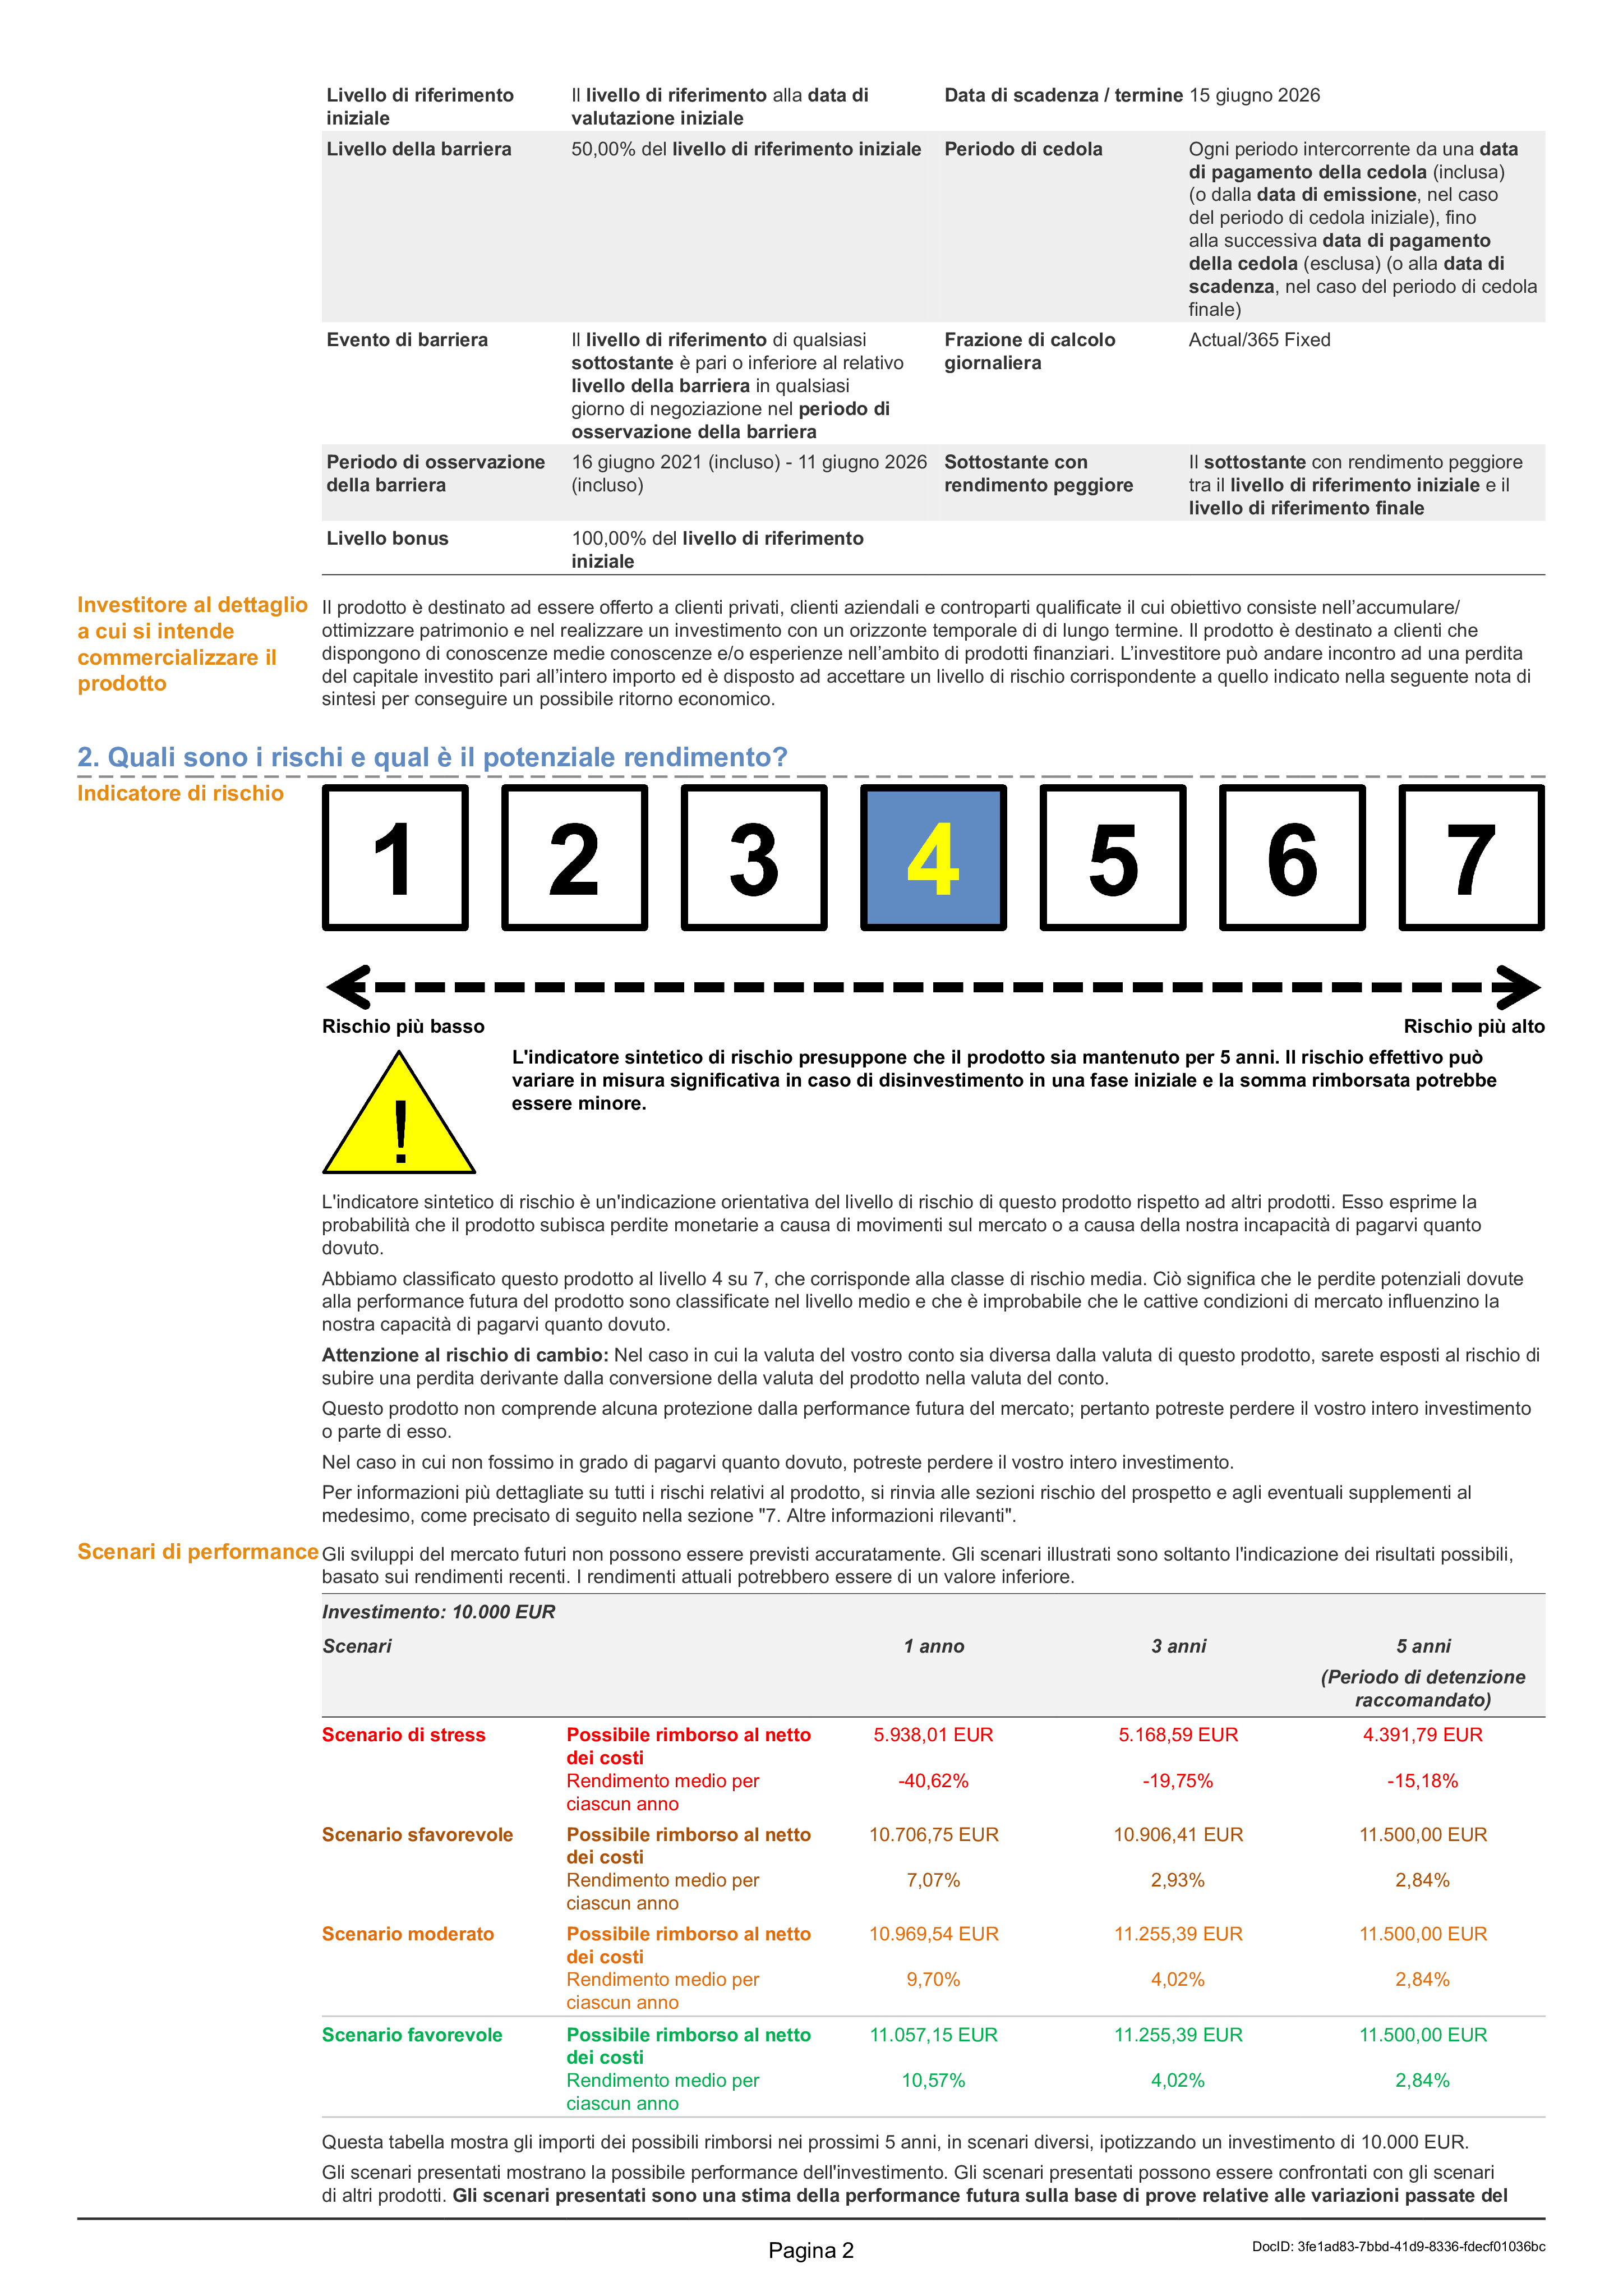 Livello di riferimento iniziale
Il livello di riferimento alla data di valutazione iniziale
Data di scadenza / termine 15 giugno 2026
Livello della barriera
50,00% del livello di riferimento iniziale
Periodo di cedola
Ogni periodo intercorrente da una data
di pagamento della cedola (inclusa)
(o dalla data di emissione, nel caso
del periodo di cedola iniziale), fino
alla successiva data di pagamento
della cedola (esclusa) (o alla data di
scadenza, nel caso del periodo di cedola
finale)
Evento di barriera
Il livello di riferimento di qualsiasi
sottostante è pari o inferiore al relativo
livello della barriera in qualsiasi
giorno di negoziazione nel periodo di
osservazione della barriera
Frazione di calcolo
giornaliera
Actual/365 Fixed
Periodo di osservazione
della barriera
16 giugno 2021 (incluso) - 11 giugno 2026
(incluso)
Sottostante con
rendimento peggiore
Il sottostante con rendimento peggiore
tra il livello di riferimento iniziale e il
livello di riferimento finale
Livello bonus
100,00% del livello di riferimento
iniziale
Investitore al dettaglio
a cui si intende
commercializzare il
prodotto
Il prodotto è destinato ad essere offerto a clienti privati, clienti aziendali e controparti qualificate il cui obiettivo consiste nell’accumulare/
ottimizzare patrimonio e nel realizzare un investimento con un orizzonte temporale di di lungo termine. Il prodotto è destinato a clienti che
dispongono di conoscenze medie conoscenze e/o esperienze nell’ambito di prodotti finanziari. L’investitore può andare incontro ad una perdita
del capitale investito pari all’intero importo ed è disposto ad accettare un livello di rischio corrispondente a quello indicato nella seguente nota di
sintesi per conseguire un possibile ritorno economico.
2. Quali sono i rischi e qual è il potenziale rendimento?
Indicatore di rischio
1 2 3 4 5 6 7
Rischio più basso
Rischio più alto
!
L'indicatore sintetico di rischio presuppone che il prodotto sia mantenuto per 5 anni. Il rischio effettivo può
variare in misura significativa in caso di disinvestimento in una fase iniziale e la somma rimborsata potrebbe
essere minore.
L'indicatore sintetico di rischio è un'indicazione orientativa del livello di rischio di questo prodotto rispetto ad altri prodotti. Esso esprime la
probabilità che il prodotto subisca perdite monetarie a causa di movimenti sul mercato o a causa della nostra incapacità di pagarvi quanto
dovuto.
Abbiamo classificato questo prodotto al livello 4 su 7, che corrisponde alla classe di rischio media. Ciò significa che le perdite potenziali dovute
alla performance futura del prodotto sono classificate nel livello medio e che è improbabile che le cattive condizioni di mercato influenzino la
nostra capacità di pagarvi quanto dovuto.
Attenzione al rischio di cambio: Nel caso in cui la valuta del vostro conto sia diversa dalla valuta di questo prodotto, sarete esposti al rischio di
subire una perdita derivante dalla conversione della valuta del prodotto nella valuta del conto.
Questo prodotto non comprende alcuna protezione dalla performance futura del mercato; pertanto potreste perdere il vostro intero investimento
o parte di esso.
Nel caso in cui non fossimo in grado di pagarvi quanto dovuto, potreste perdere il vostro intero investimento.
Per informazioni più dettagliate su tutti i rischi relativi al prodotto, si rinvia alle sezioni rischio del prospetto e agli eventuali supplementi al
medesimo, come precisato di seguito nella sezione "7. Altre informazioni rilevanti".
Scenari di performance
Gli sviluppi del mercato futuri non possono essere previsti accuratamente. Gli scenari illustrati sono soltanto l'indicazione dei risultati possibili,
basato sui rendimenti recenti. I rendimenti attuali potrebbero essere di un valore inferiore.
Investimento: 10.000 EUR
Scenari 1 anno 3 anni 5 anni
(Periodo di detenzione
raccomandato)
Scenario di stress Possibile rimborso al netto 5.938,01 EUR 5.168,59 EUR 4.391,79 EUR
dei costi
Rendimento medio per -40,62% -19,75% -15,18%
ciascun anno
Scenario sfavorevole Possibile rimborso al netto 10.706,75 EUR 10.906,41 EUR 11.500,00 EUR
dei costi
Rendimento medio per 7,07% 2,93% 2,84%
ciascun anno
Scenario moderato Possibile rimborso al netto 10.969,54 EUR 11.255,39 EUR 11.500,00 EUR
dei costi
Rendimento medio per 9,70% 4,02% 2,84%
ciascun anno
Scenario favorevole Possibile rimborso al netto 11.057,15 EUR 11.255,39 EUR 11.500,00 EUR
dei costi
Rendimento medio per 10,57% 4,02% 2,84%
ciascun anno
Questa tabella mostra gli importi dei possibili rimborsi nei prossimi 5 anni, in scenari diversi, ipotizzando un investimento di 10.000 EUR.
Gli scenari presentati mostrano la possibile performance dell'investimento. Gli scenari presentati possono essere confrontati con gli scenari
di altri prodotti. Gli scenari presentati sono una stima della performance futura sulla base di prove relative alle variazioni passate del
Pagina 2
DocID: 3fe1ad83-7bbd-41d9-8336-fdecf01036bc